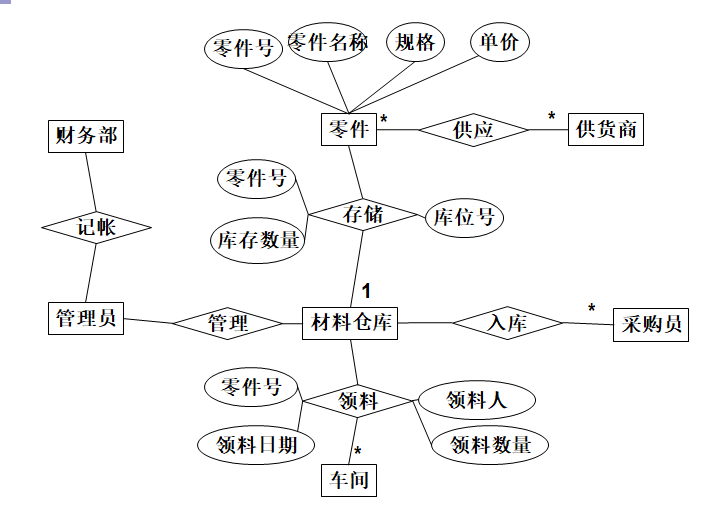 零件号
零件名称
规格
单价
财务部
零件
*
供应
*
供货商
零件号
库存数量
存储
库位号
记帐
1
管理员
管理
材料仓库
入库
*
采购员
零件号
领料日期
领料
领料人
领料数量
*
车间